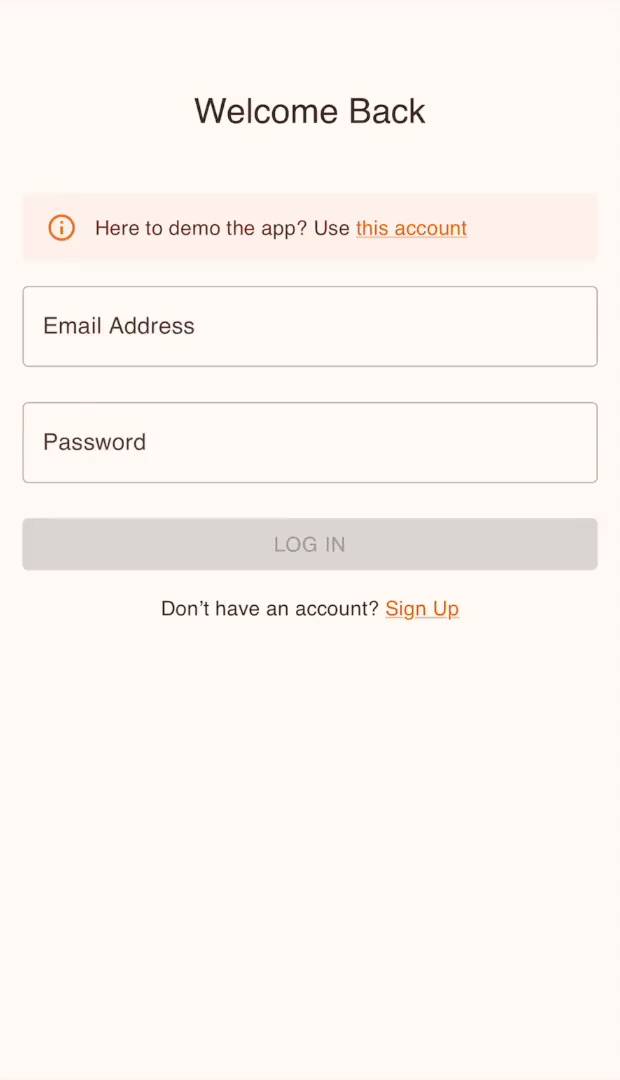 Welcome Back
Here to demo the app? Use this account
Email Address
Password
LOG IN
Don’t have an account? Sign Up